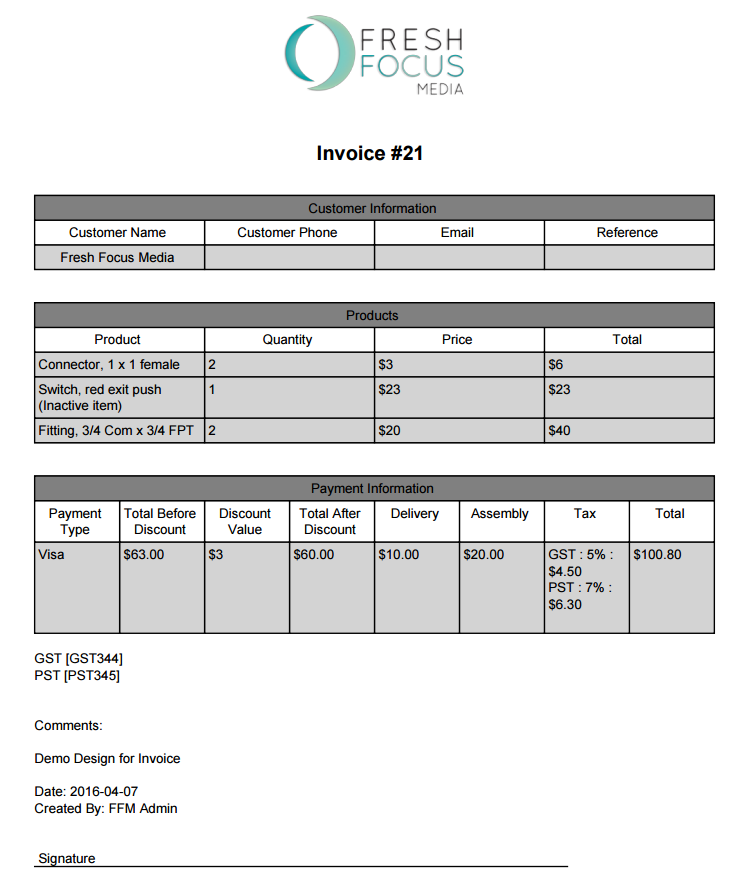 FRESH
FOCUS
MEDIA
Invoice #21
Customer Information
Customer Name Customer Phone Email Reference
Fresh Focus Media
Products
Product Quantity Price Total
Connector, 1 x 1 female 2 $3 $6
Switch, red exit push 1 $23 $23
(Inactive item)
Fitting, 3/4 Com x 3/4 FPT 2 $20 $40
Payment Information
Payment Total Before Discount Total After Delivery Assembly Tax Total
Type Discount Value Discount
Visa $63.00 $3 $60.00 $10.00 $20.00 GST : 5% : $100.80
$4.50
PST : 7% :
$6.30
GST [GST344]
PST [PST345]
Comments:
Demo Design for Invoice
Date: 2016-04-07
Created By: FFM Admin
Signature